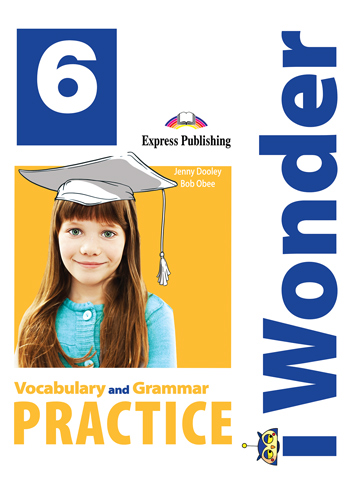 6
Express Publishing
Jenny Dooley
Bob Obee
i Wonder
Vocabulary and Grammar
PRACTICE